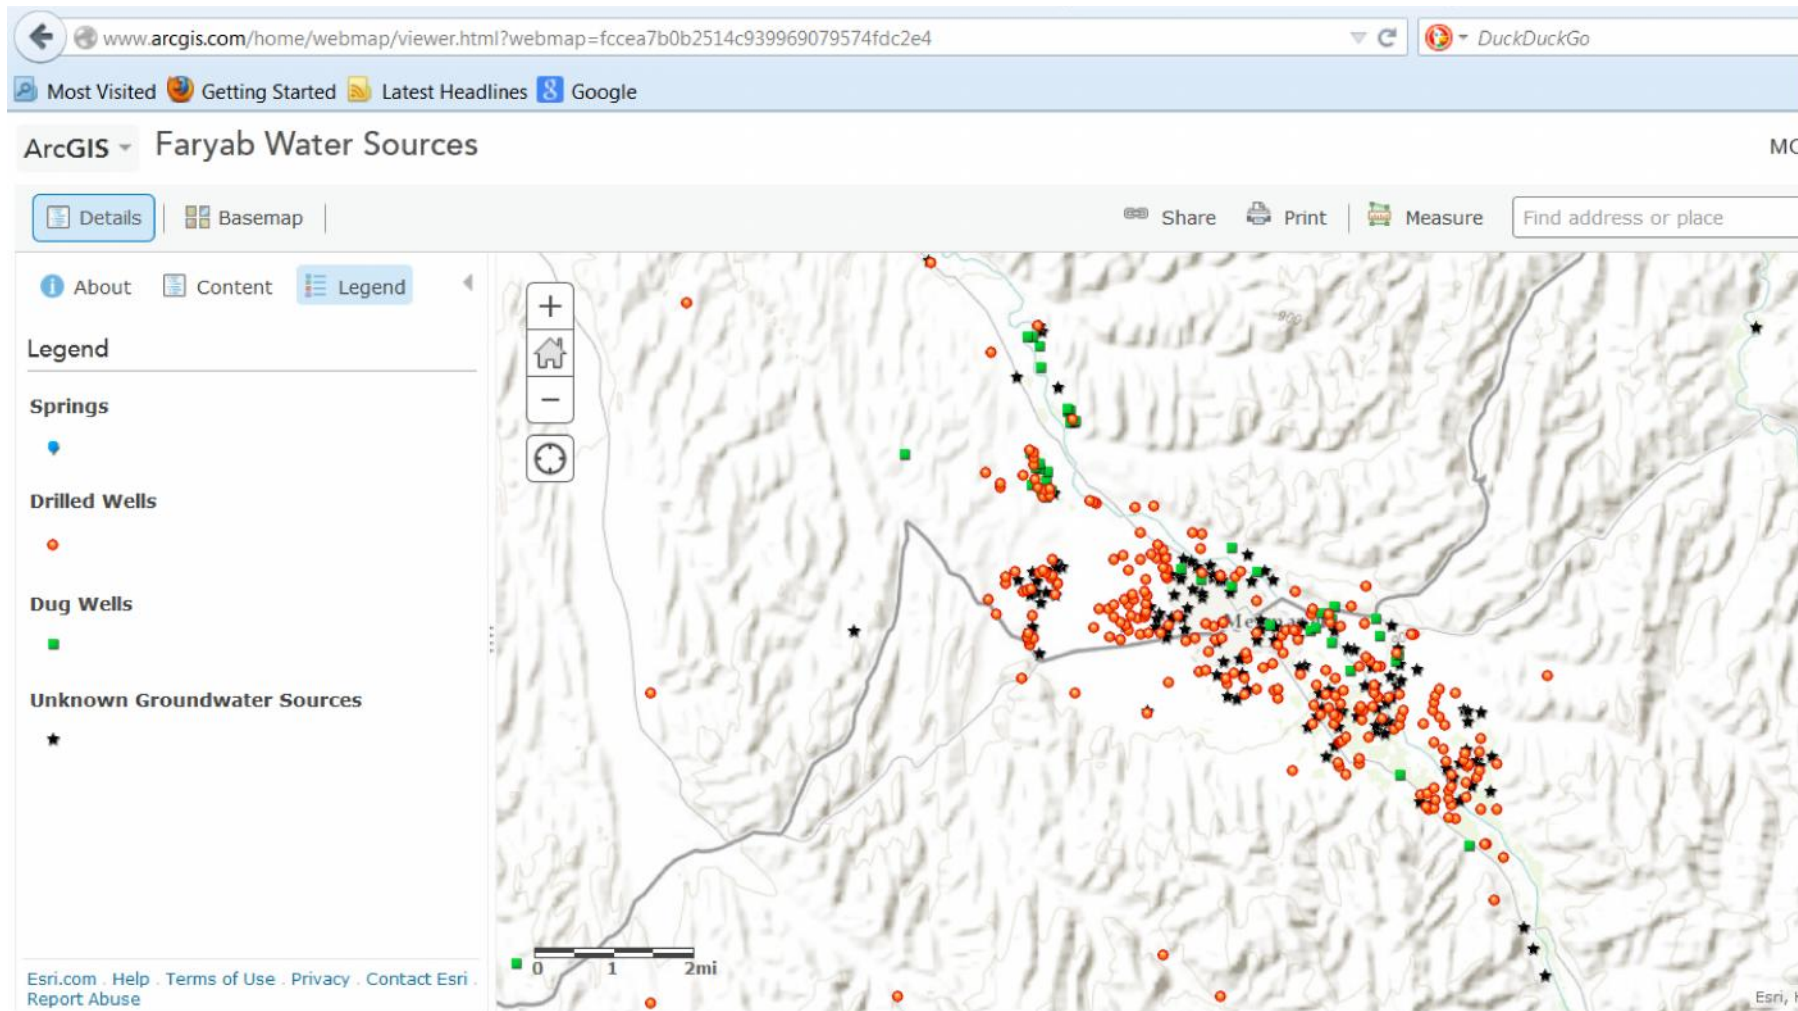 www.arcgis.com/home/webmap/viewer.html?webmap=fccea7b0b2514c939969079574fdc2e4
DuckDuckGo
Most Visited Getting Started Latest Headlines Google
ArcGIS Faryab Water Sources
Details Basemap Share Print Measure Find address or place
About Content Legend
Legend
Springs
Drilled Wells
Dug Wells
Unknown Groundwater Sources
900
0 1 2mi
Esri.com . Help . Terms of Use . Privacy . Contact Esri .
Report Abuse
Esri,